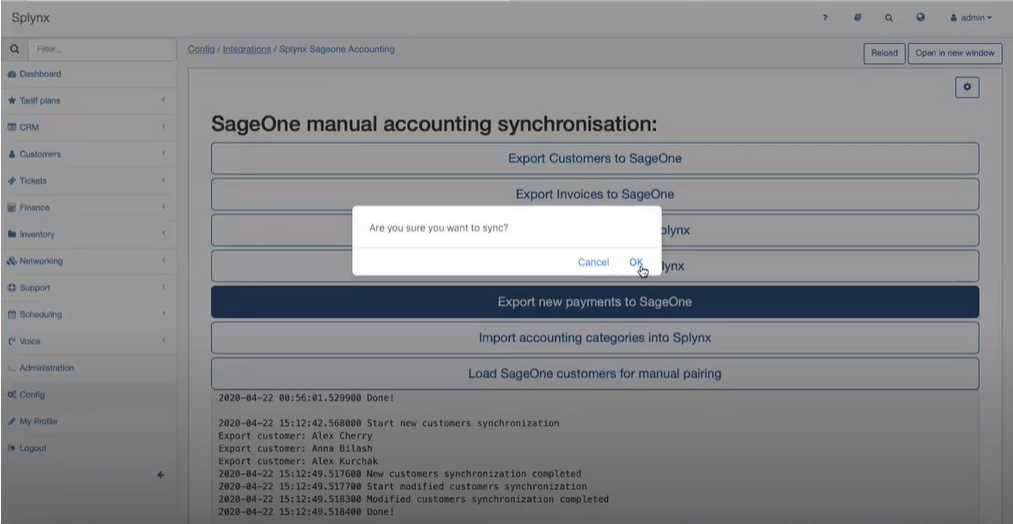 Splynx
?
admin
Filter...
Config / Integrations / Splynx Sageone Accounting
Reload
Open in new window
Dashboard
Tariff plans
CRM
Customers
Tickets
Finance
Inventory
Networking
Support
Scheduling
Voice
Administration
Config
My Profile
Logout
SageOne manual accounting synchronisation:
Export Customers to SageOne
Export Invoices to SageOne
Are you sure you want to sync?
Cancel
OK
Export new payments to SageOne
Import accounting categories into Splynx
Load SageOne customers for manual pairing
2020-04-22 00:56:01.529900 Done!
2020-04-22 15:12:42.568000 Start new customers synchronization
Export customer: Alex Cherry
Export customer: Anna Bilash
Export customer: Alex Kurchak
2020-04-22 15:12:49.517600 New customers synchronization completed
2020-04-22 15:12:49.517700 Start modified customers synchronization
2020-04-22 15:12:49.518300 Modified customers synchronization completed
2020-04-22 15:12:49.518400 Done!